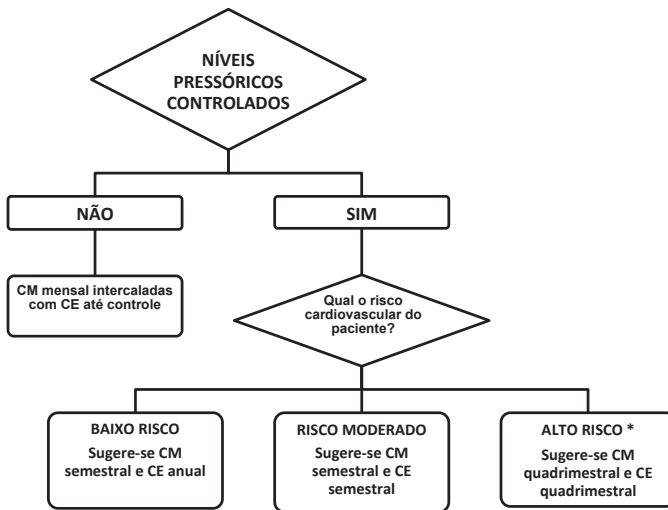 NÍVEIS
PRESSÓRICOS
CONTROLADOS
NÃO
SIM
CM mensal intercaladas
com CE até controle
Qual o risco
cardiovascular do
paciente?
BAIXO RISCO
Sugere-se CM
semestral e CE anual
RISCO MODERADO
Sugere-se CM
semestral e CE
semestral
ALTO RISCO *
Sugere-se CM
quadrimestral e CE
quadrimestral